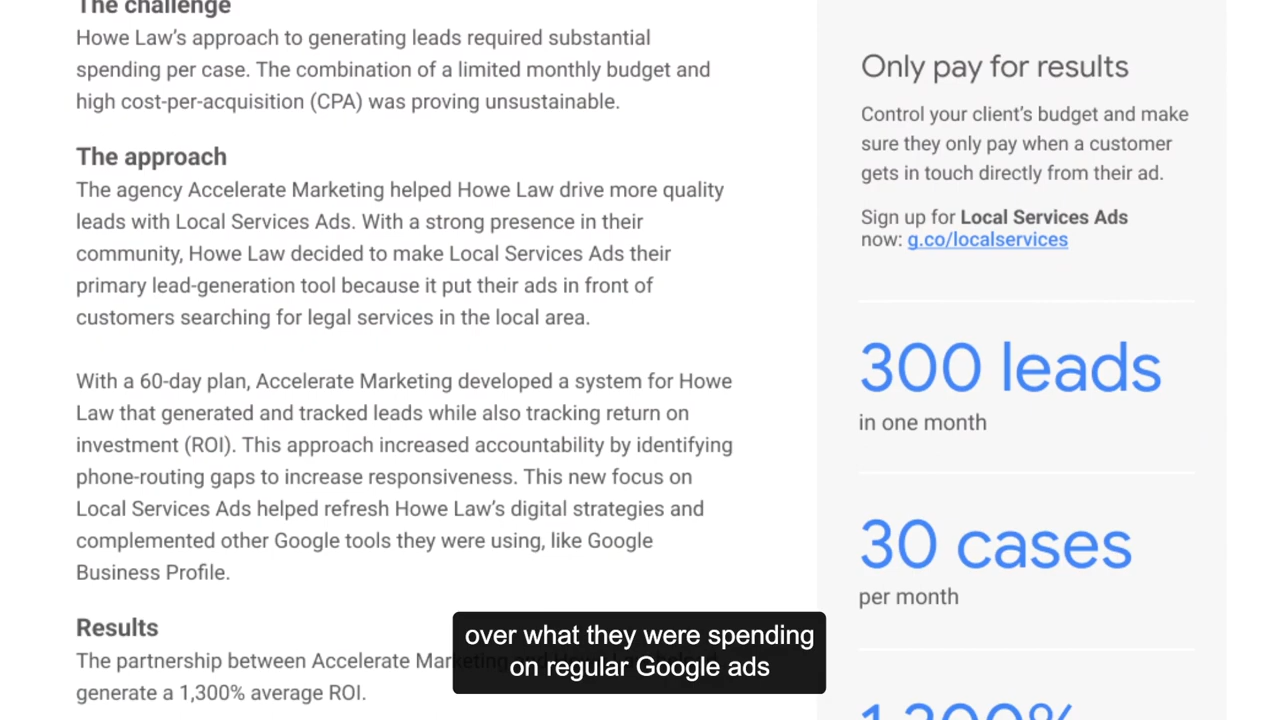 The challenge
Howe Law's approach to generating leads required substantial
spending per case. The combination of a limited monthly budget and
high cost-per-acquisition (CPA) was proving unsustainable.
The approach
The agency Accelerate Marketing helped Howe Law drive more quality
leads with Local Services Ads. With a strong presence in their
community, Howe Law decided to make Local Services Ads their
primary lead-generation tool because it put their ads in front of
customers searching for legal services in the local area.
With a 60-day plan, Accelerate Marketing developed a system for Howe
Law that generated and tracked leads while also tracking return on
investment (ROI). This approach increased accountability by identifying
phone-routing gaps to increase responsiveness. This new focus on
Local Services Ads helped refresh Howe Law's digital strategies and
complemented other Google tools they were using, like Google
Business Profile.
Results
The partnership between Accelerate Marketing
generate a 1,300% average ROI.
Only pay for results
Control your client's budget and make
sure they only pay when a customer
gets in touch directly from their ad.
Sign up for Local Services Ads
now: g.co/localservices
300 leads
in one month
30 cases
per month
1,300%
over what they were spending
on regular Google ads